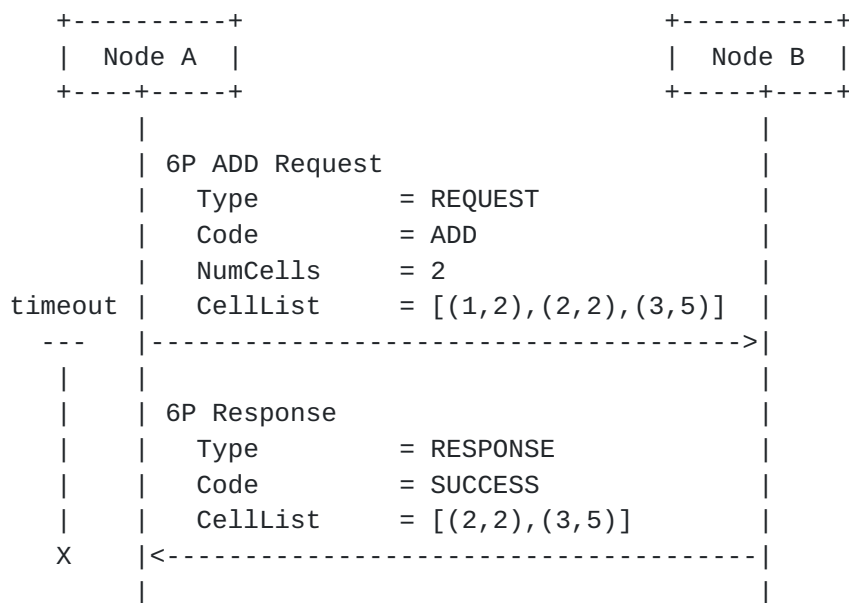 Node A Node B
6P ADD Request
Type = REQUEST
Code = ADD
NumCells = 2
timeout CellList = [(1,2),(2,2),(3,5)]
6P Response
Type = RESPONSE
Code = SUCCESS
CellList = [(2,2),(3,5)]
X